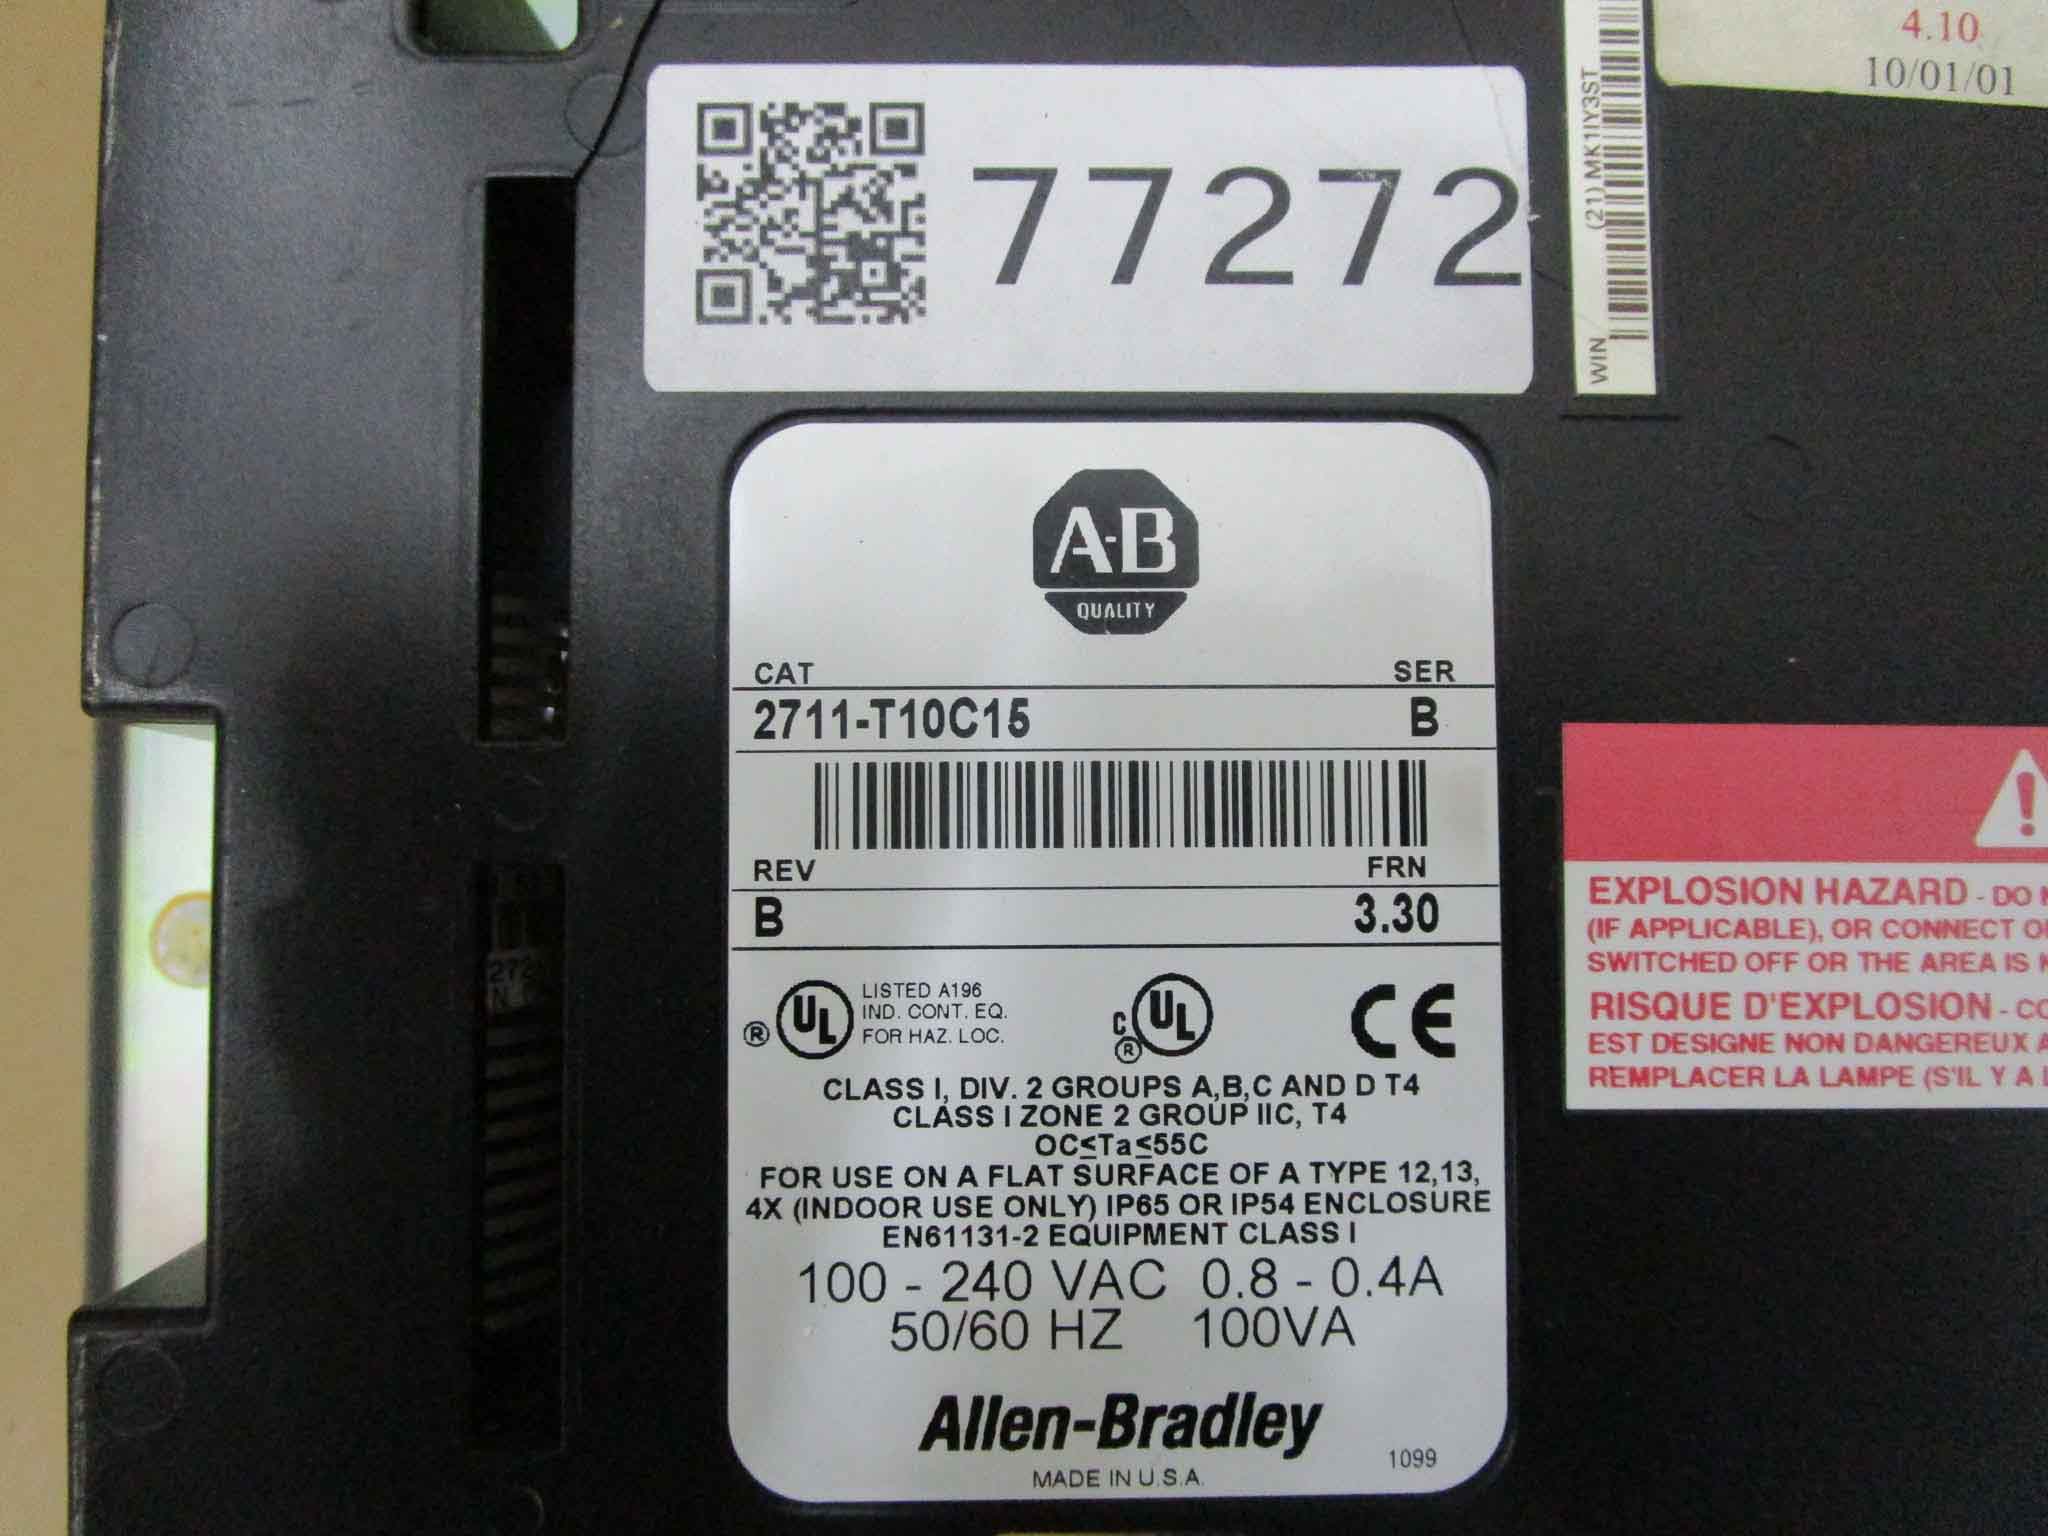 4.10
10/01/01
77272
WIN (21) MK1IY3ST
A-B
QUALITY
CAT SER
2711-T10C15 B
REV FRN
B 3.30
® UL LISTED A196
IND. CONT. EQ.
FOR HAZ. LOC.
C UL ® CE
CLASS I, DIV. 2 GROUPS A,B,C AND D T4
CLASS I ZONE 2 GROUP IIC, T4
OC≤Ta≤55C
FOR USE ON A FLAT SURFACE OF A TYPE 12,13,
4X (INDOOR USE ONLY) IP65 OR IP54 ENCLOSURE
EN61131-2 EQUIPMENT CLASS I
100 - 240 VAC 0.8 - 0.4A
50/60 HZ 100VA
Allen-Bradley
MADE IN U.S.A. 1099
EXPLOSION HAZARD - DO
(IF APPLICABLE), OR CONNECT
SWITCHED OFF OR THE AREA IS
RISQUE D'EXPLOSION -
EST DESIGNE NON DANGEREUX
REMPLACER LA LAMPE (S'IL Y A